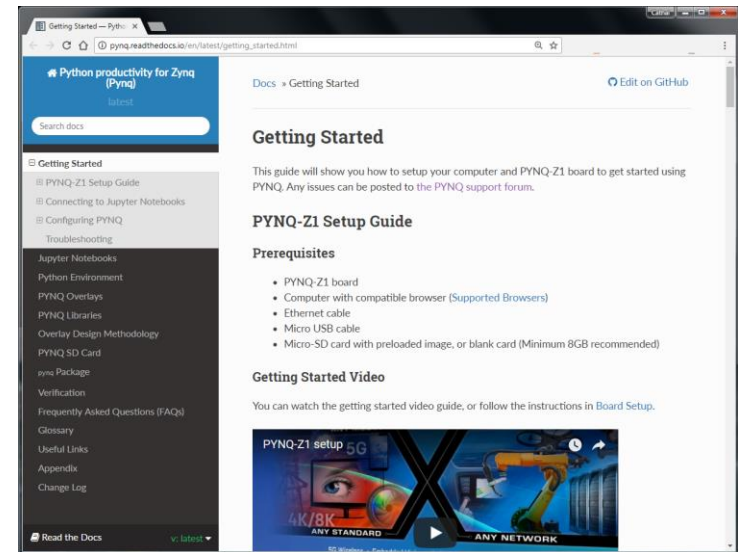 Getting Started — Pytho
pynq.readthedocs.io/en/latest/getting_started.html
Python productivity for Zynq
(Pynq)
latest
Search docs
Getting Started
PYNQ-Z1 Setup Guide
Connecting to Jupyter Notebooks
Configuring PYNQ
Troubleshooting
Jupyter Notebooks
Python Environment
PYNQ Overlays
PYNQ Libraries
Overlay Design Methodology
PYNQ SD Card
pynq Package
Verification
Frequently Asked Questions (FAQs)
Glossary
Useful Links
Appendix
Change Log
Read the Docs
v: latest
Docs » Getting Started
Edit on GitHub
Getting Started
This guide will show you how to setup your computer and PYNQ-Z1 board to get started using
PYNQ. Any issues can be posted to the PYNQ support forum.
PYNQ-Z1 Setup Guide
Prerequisites
• PYNQ-Z1 board
• Computer with compatible browser (Supported Browsers)
• Ethernet cable
• Micro USB cable
• Micro-SD card with preloaded image, or blank card (Minimum 8GB recommended)
Getting Started Video
You can watch the getting started video guide, or follow the instructions in Board Setup.
PYNQ-Z1 setup
5G
4K/8K
ANY STANDARD
ANY NETWORK